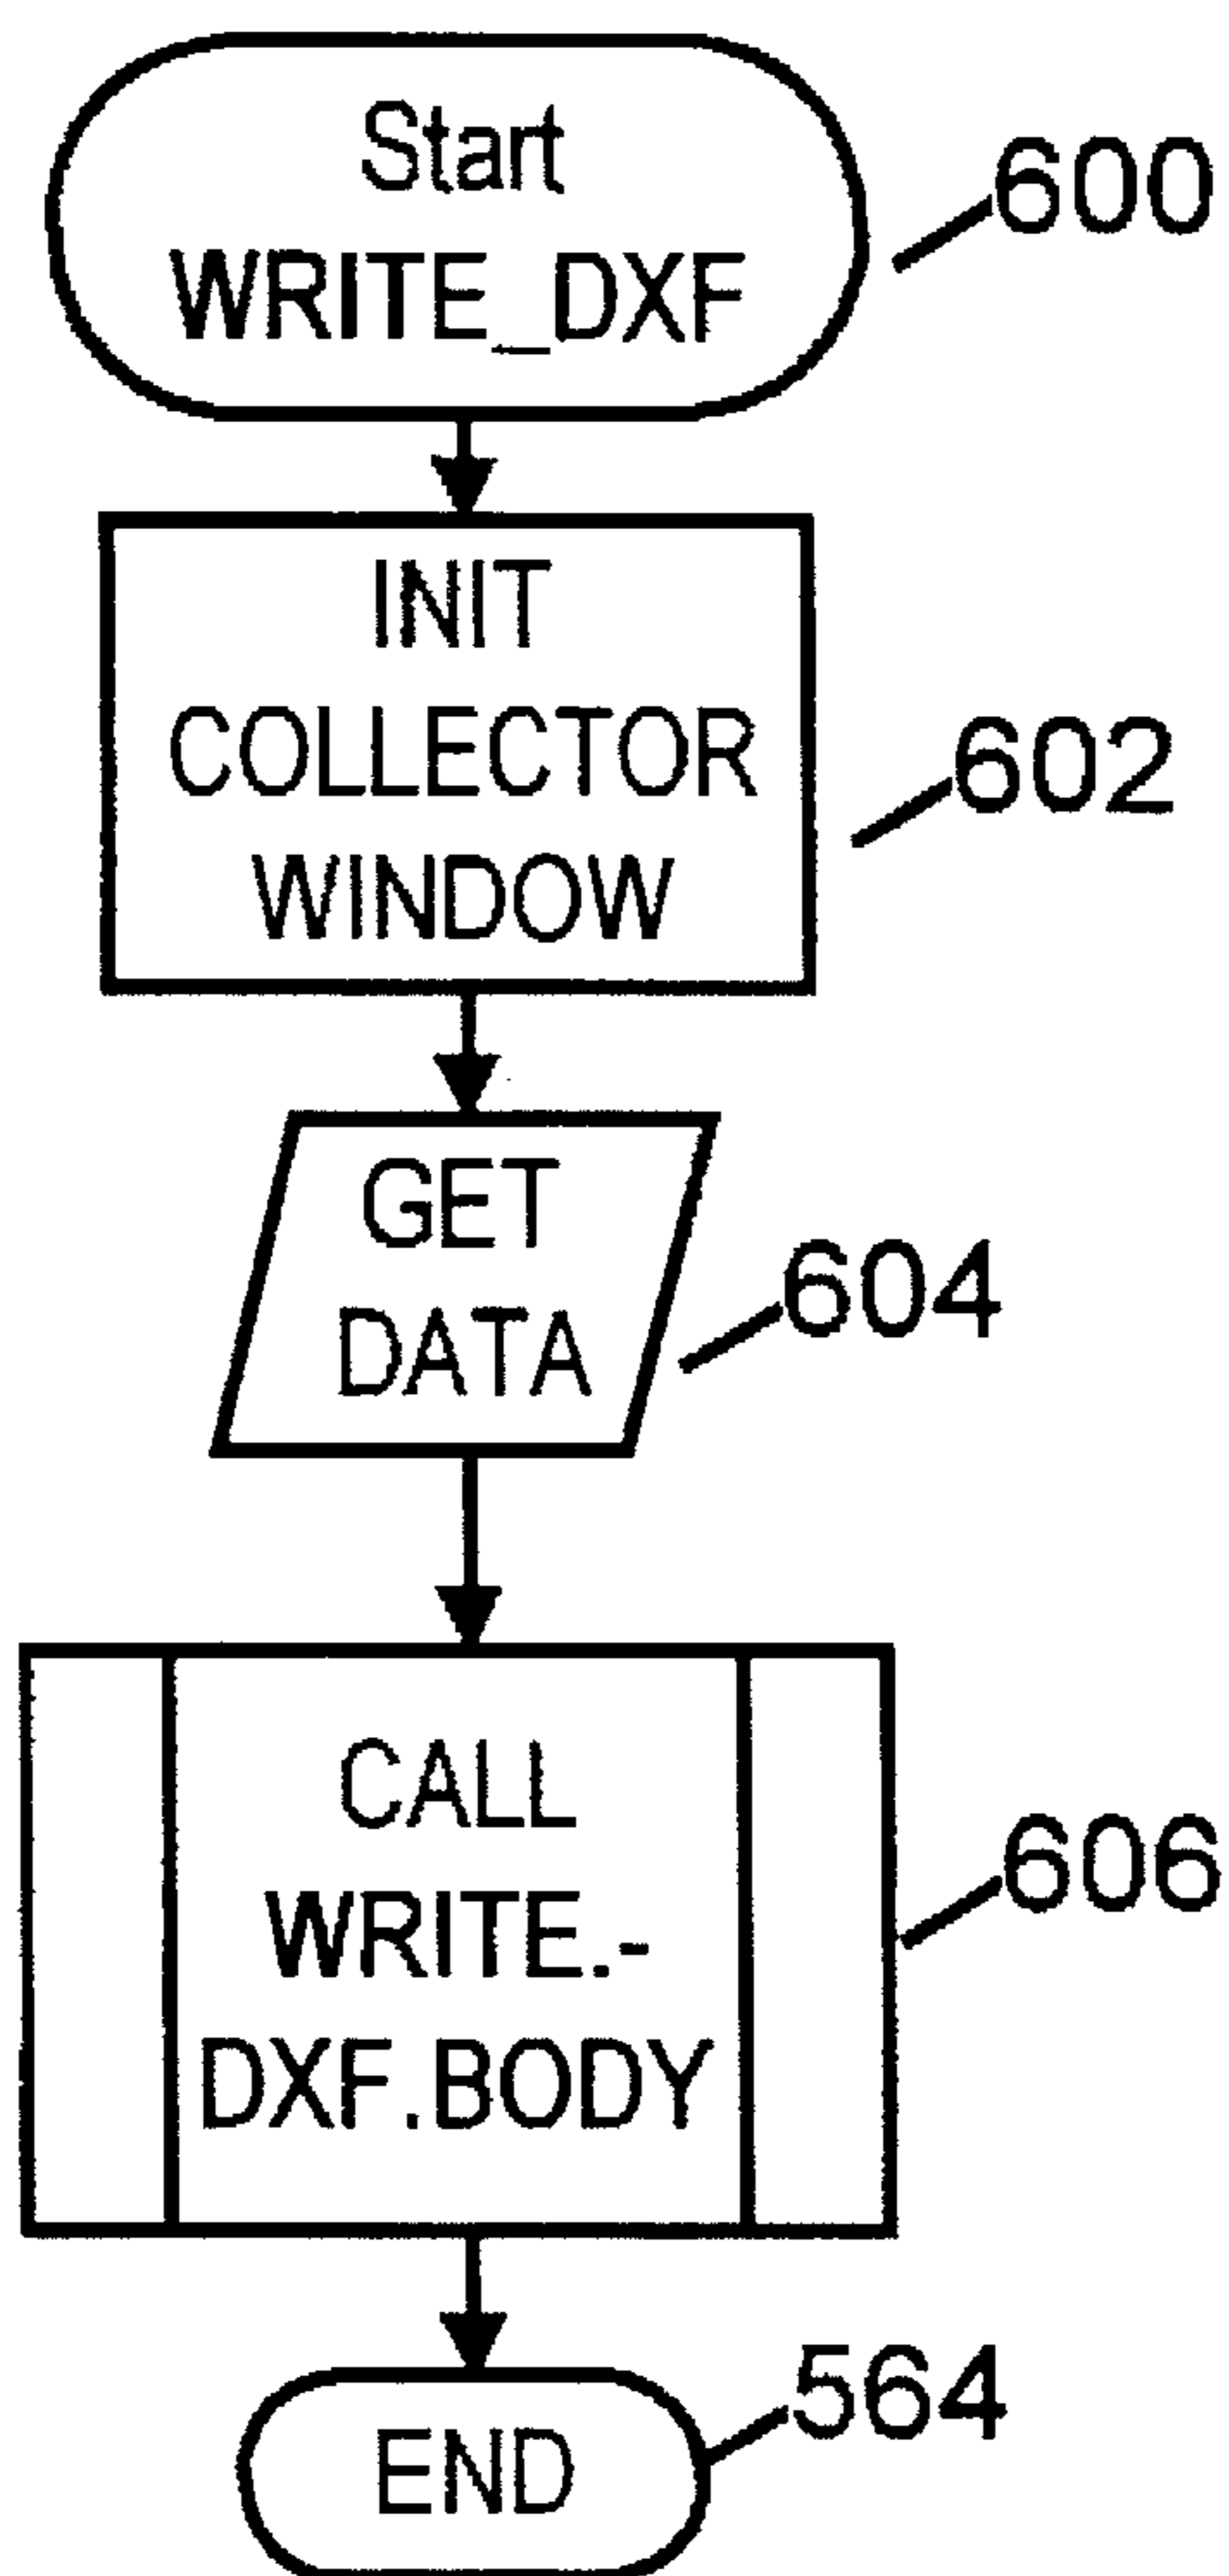 Start
WRITE_DXF
600
INIT
COLLECTOR
WINDOW
602
GET
DATA
604
CALL
WRITE.-
DXF.BODY
606
END
564